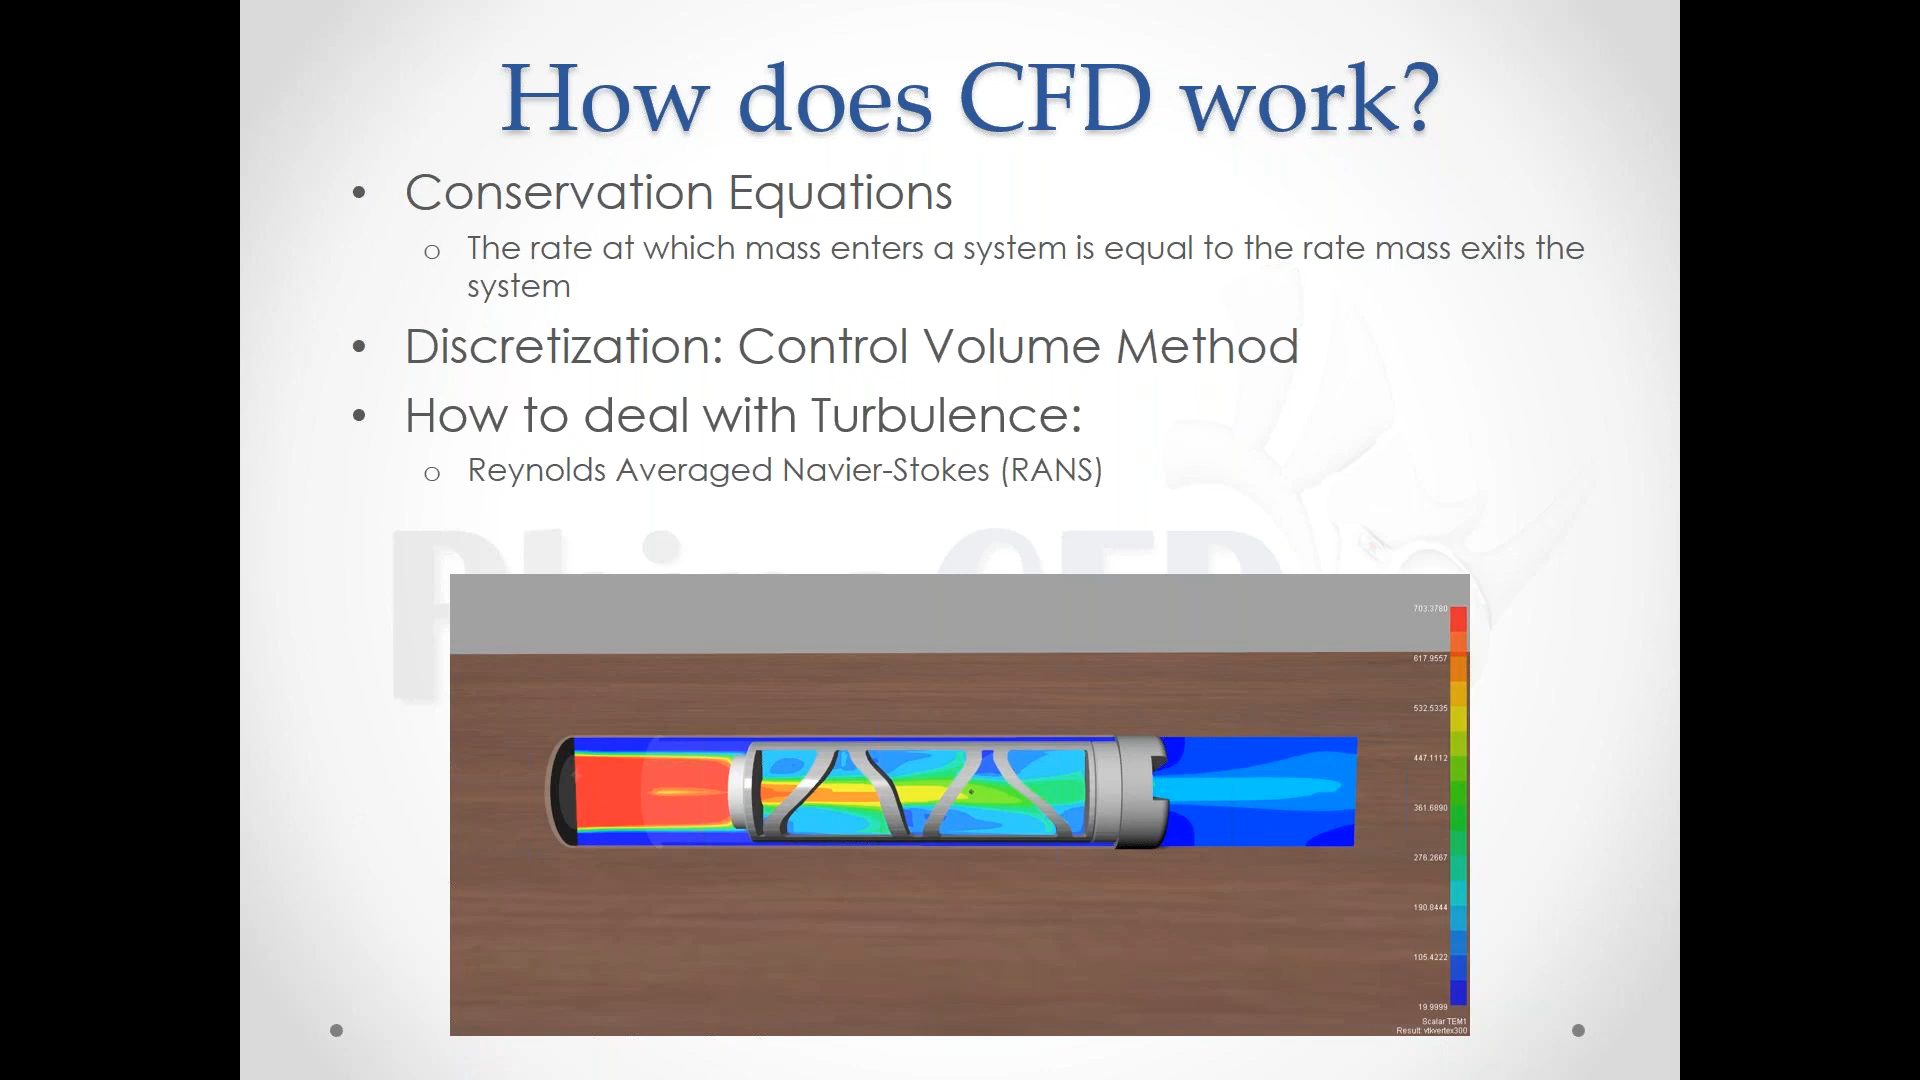 How does CFD work?
• Conservation Equations
o The rate at which mass enters a system is equal to the rate mass exits the
system
• Discretization: Control Volume Method
• How to deal with Turbulence:
o Reynolds Averaged Navier-Stokes (RANS)
703.3780
617.9557
532.5335
447.1112
361.6890
276.2667
190.8444
105.4222
19.9999
Scalar TEM1
Result: vtkvertex300